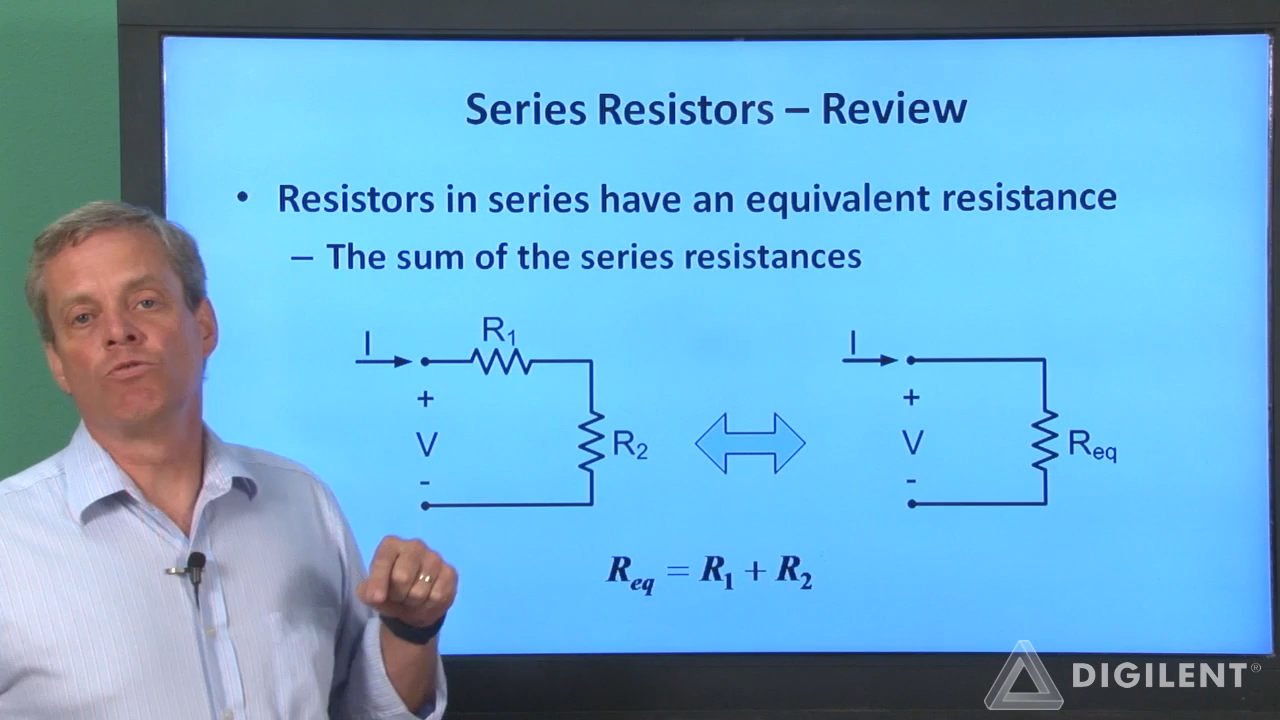 Series Resistors – Review
• Resistors in series have an equivalent resistance
– The sum of the series resistances
I
R1
+
V
-
R2
I
+
V
-
Req
Req = R1 + R2
DIGILENT®